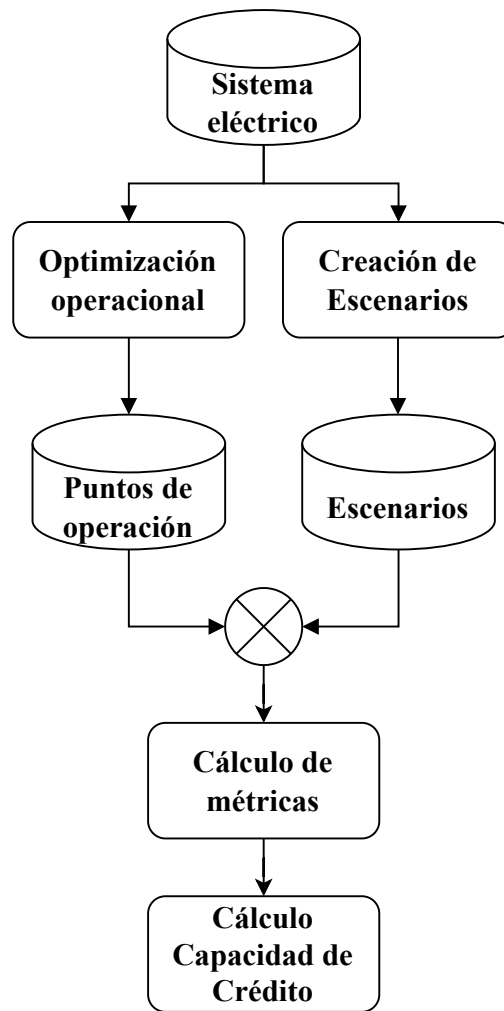 Sistema
eléctrico
Optimización
operacional
Creación de
Escenarios
Puntos de
operación
Escenarios
Cálculo de
métricas
Cálculo
Capacidad de
Crédito